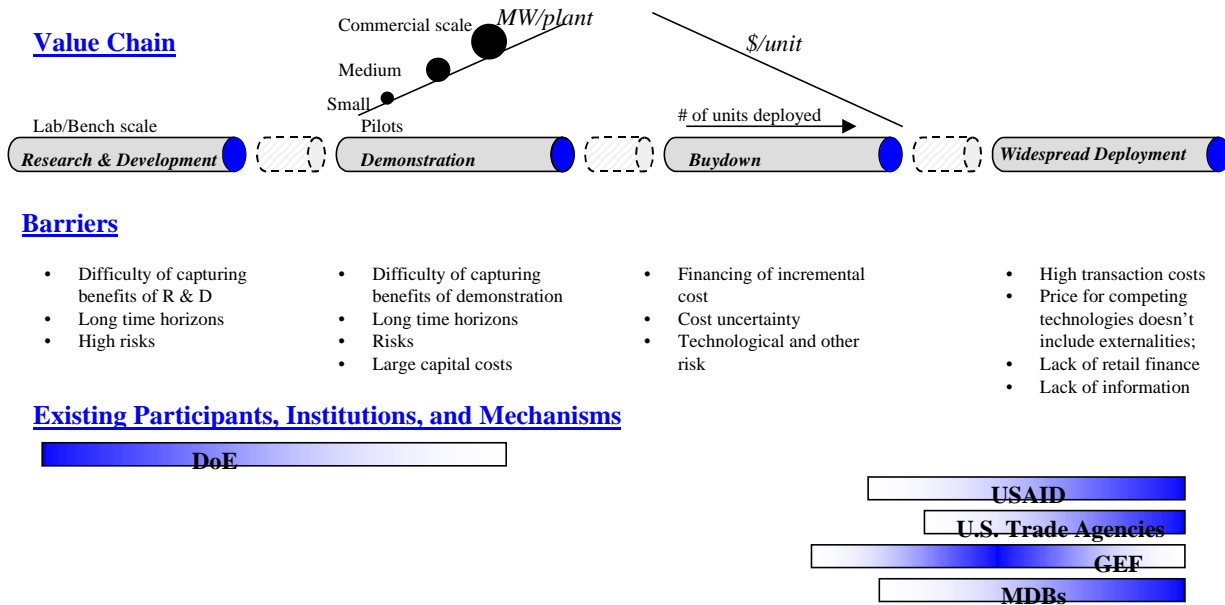 Value Chain
Commercial scale
MW/plant
$/unit
Medium
Small
# of units deployed
Lab/Bench scale
Pilots
Research & Development
Demonstration
Buydown
Widespread Deployment
Barriers
• Difficulty of capturing
benefits of R & D
• Long time horizons
• High risks
• Difficulty of capturing
benefits of demonstration
• Long time horizons
• Risks
• Large capital costs
• Financing of incremental
cost
• Cost uncertainty
• Technological and other
risk
• High transaction costs
• Price for competing
technologies doesn't
include externalities;
• Lack of retail finance
• Lack of information
Existing Participants, Institutions, and Mechanisms
DoE
USAID
U.S. Trade Agencies
GEF
MDBs